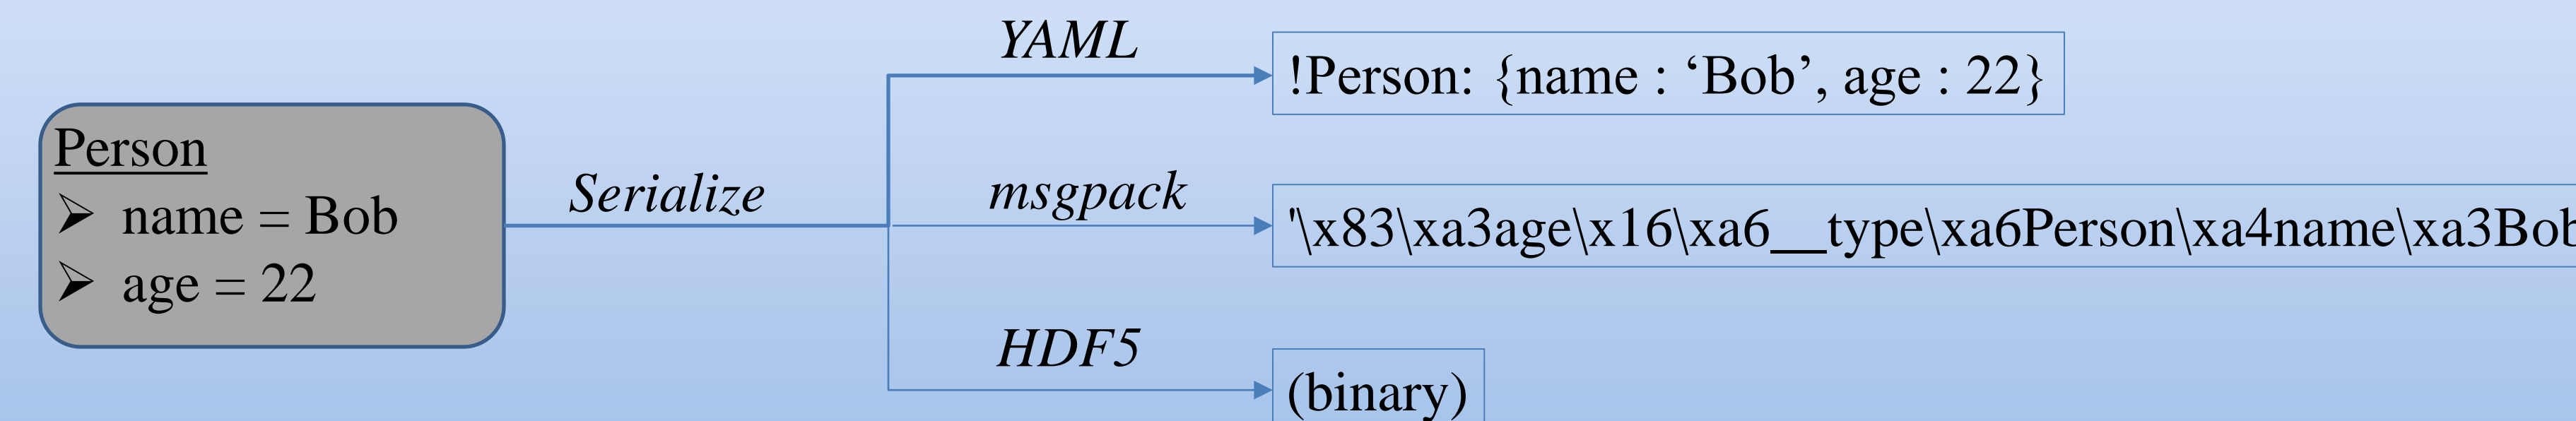 Person
➢ name = Bob
➢ age = 22
Serialize
YAML
!Person: {name : ‘Bob’, age : 22}
msgpack
'\x83\xa3age\x16\xa6__type\xa6Person\xa4name\xa3Bob
HDF5
(binary)